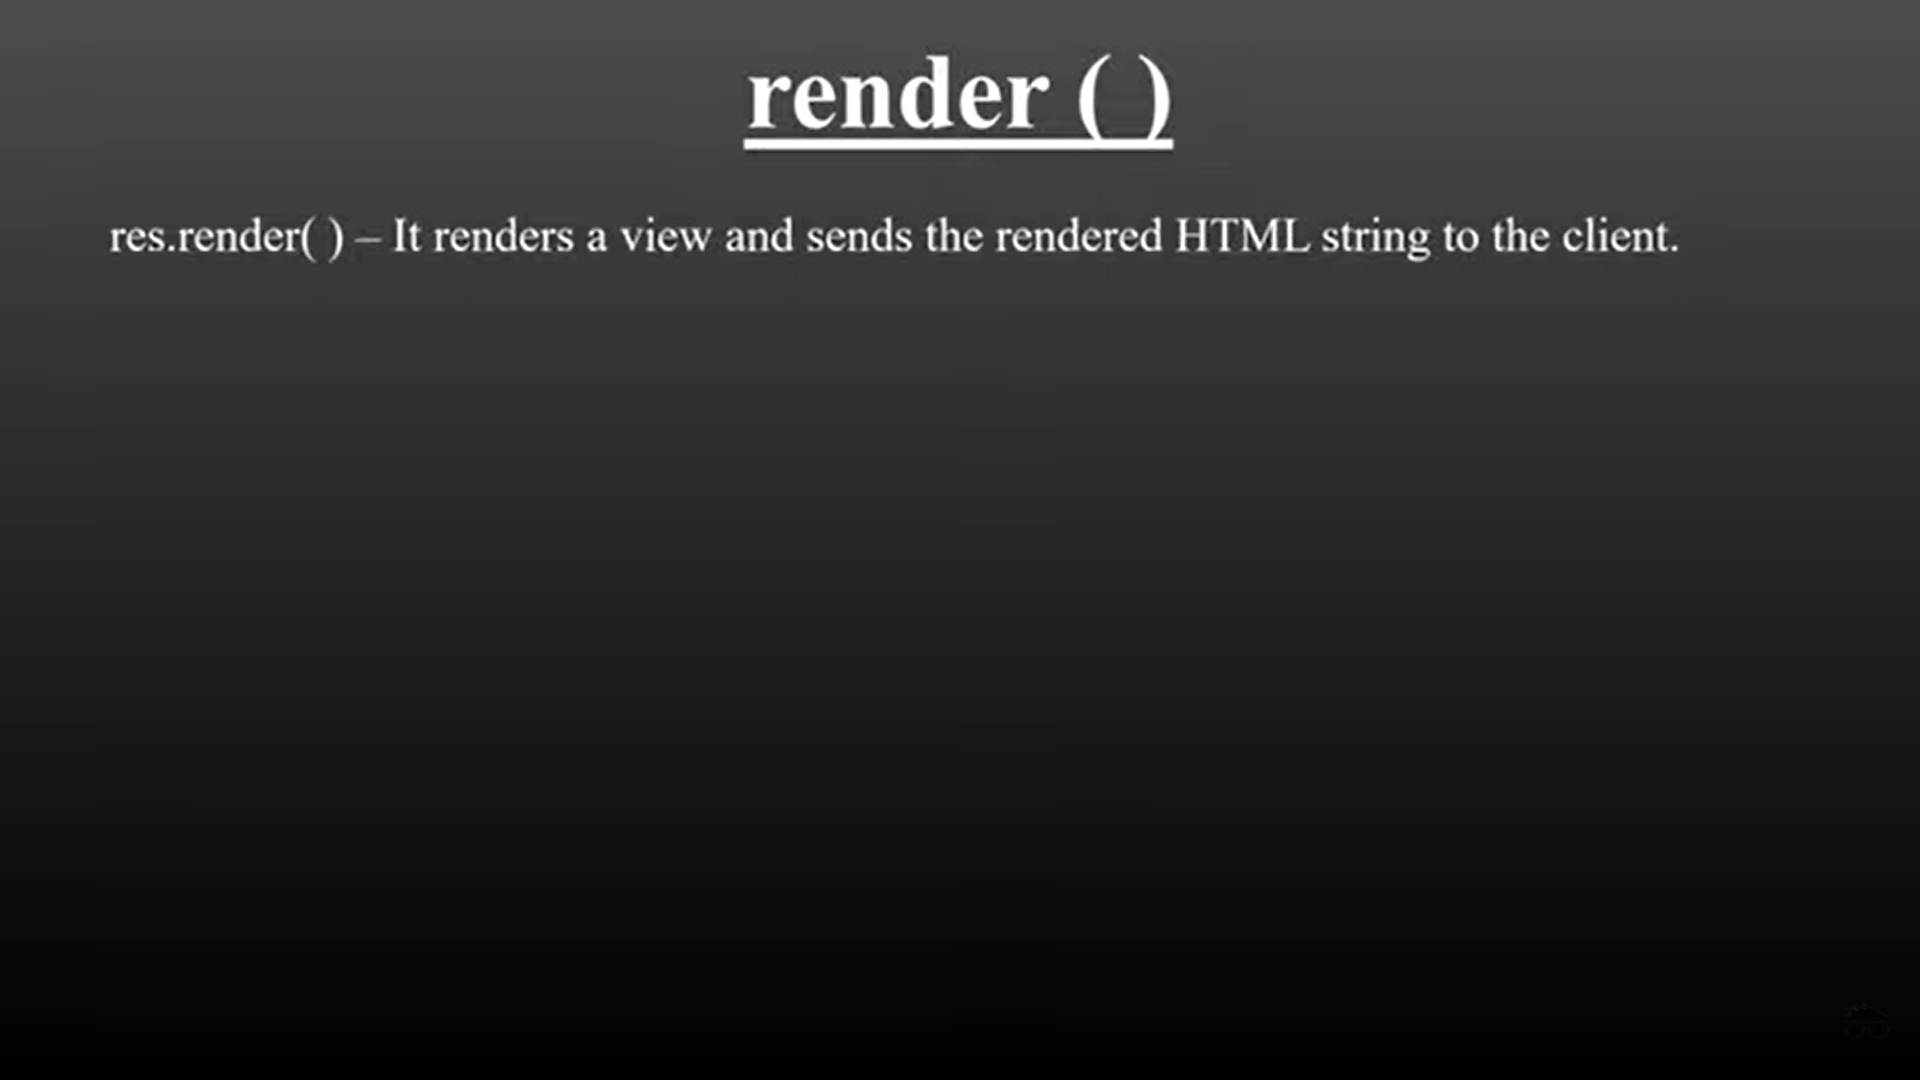 render ( )
res.render( ) – It renders a view and sends the rendered HTML string to the client.